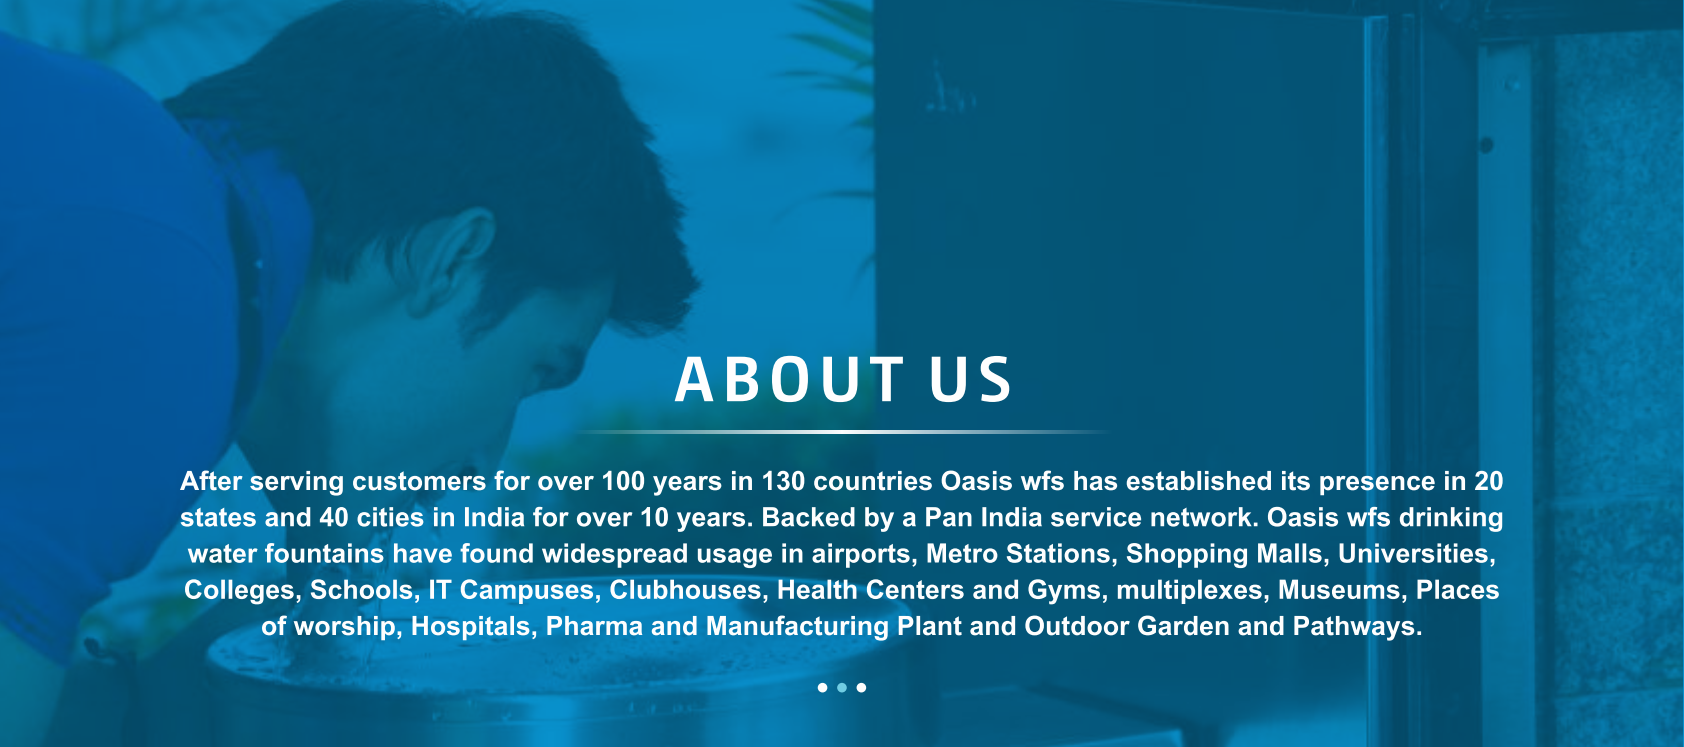 ABOUT US
After serving customers for over 100 years in 130 countries Oasis wfs has established its presence in 20
states and 40 cities in India for over 10 years. Backed by a Pan India service network. Oasis wfs drinking
water fountains have found widespread usage in airports, Metro Stations, Shopping Malls, Universities,
Colleges, Schools, IT Campuses, Clubhouses, Health Centers and Gyms, multiplexes, Museums, Places
of worship, Hospitals, Pharma and Manufacturing Plant and Outdoor Garden and Pathways.